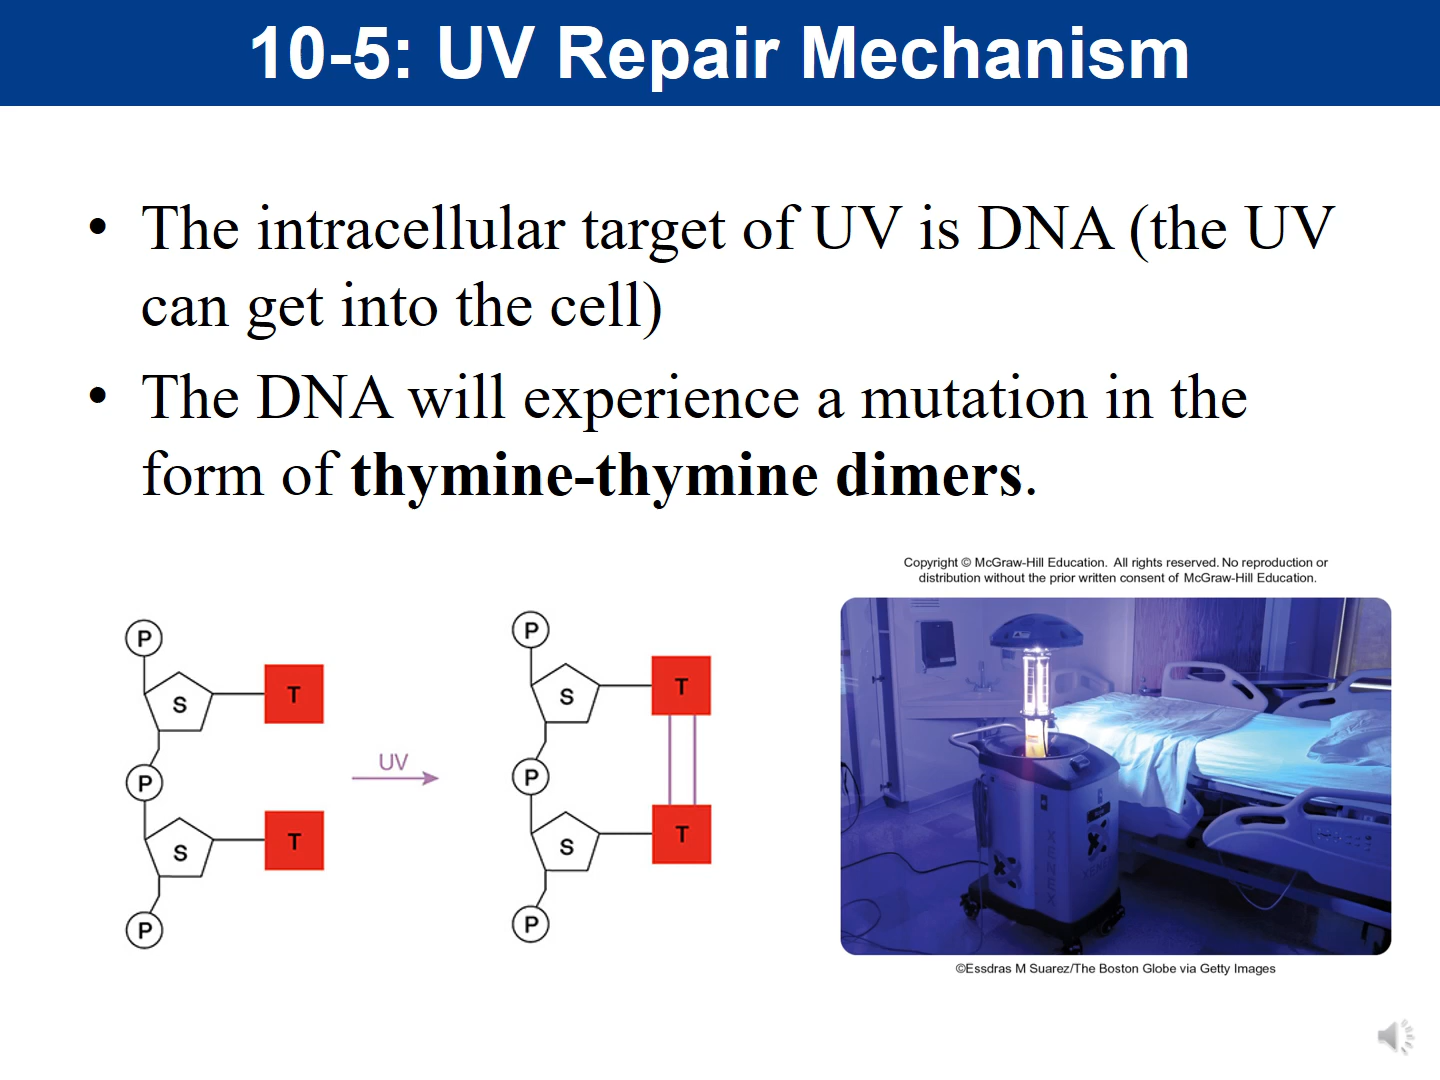 10-5: UV Repair Mechanism
• The intracellular target of UV is DNA (the UV
can get into the cell)
• The DNA will experience a mutation in the
form of thymine-thymine dimers.
Copyright © McGraw-Hill Education. All rights reserved. No reproduction or
distribution without the prior written consent of McGraw-Hill Education.
P
S
T
P
S
T
P
UV
P
S
T
P
S
T
P
XENEX
©Essdras M Suarez/The Boston Globe via Getty Images